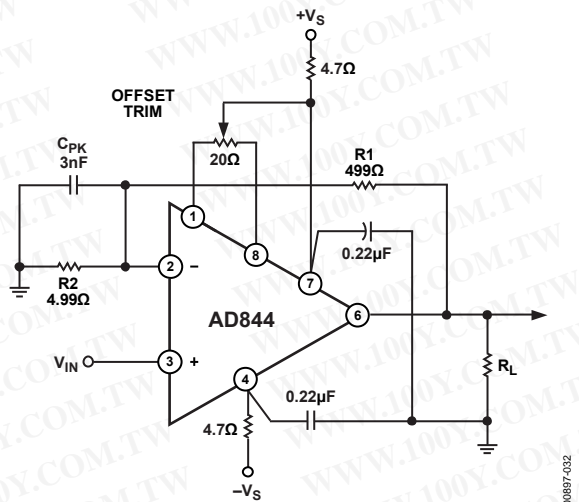 +VS
4.7Ω
OFFSET
TRIM
CPK
3nF
20Ω
R1
499Ω
1
8
0.22µF
2
−
7
R2
4.99Ω
AD844
6
VIN
3
+
RL
4
0.22µF
4.7Ω
−VS
00897-032
WWW.100Y.COM.TW